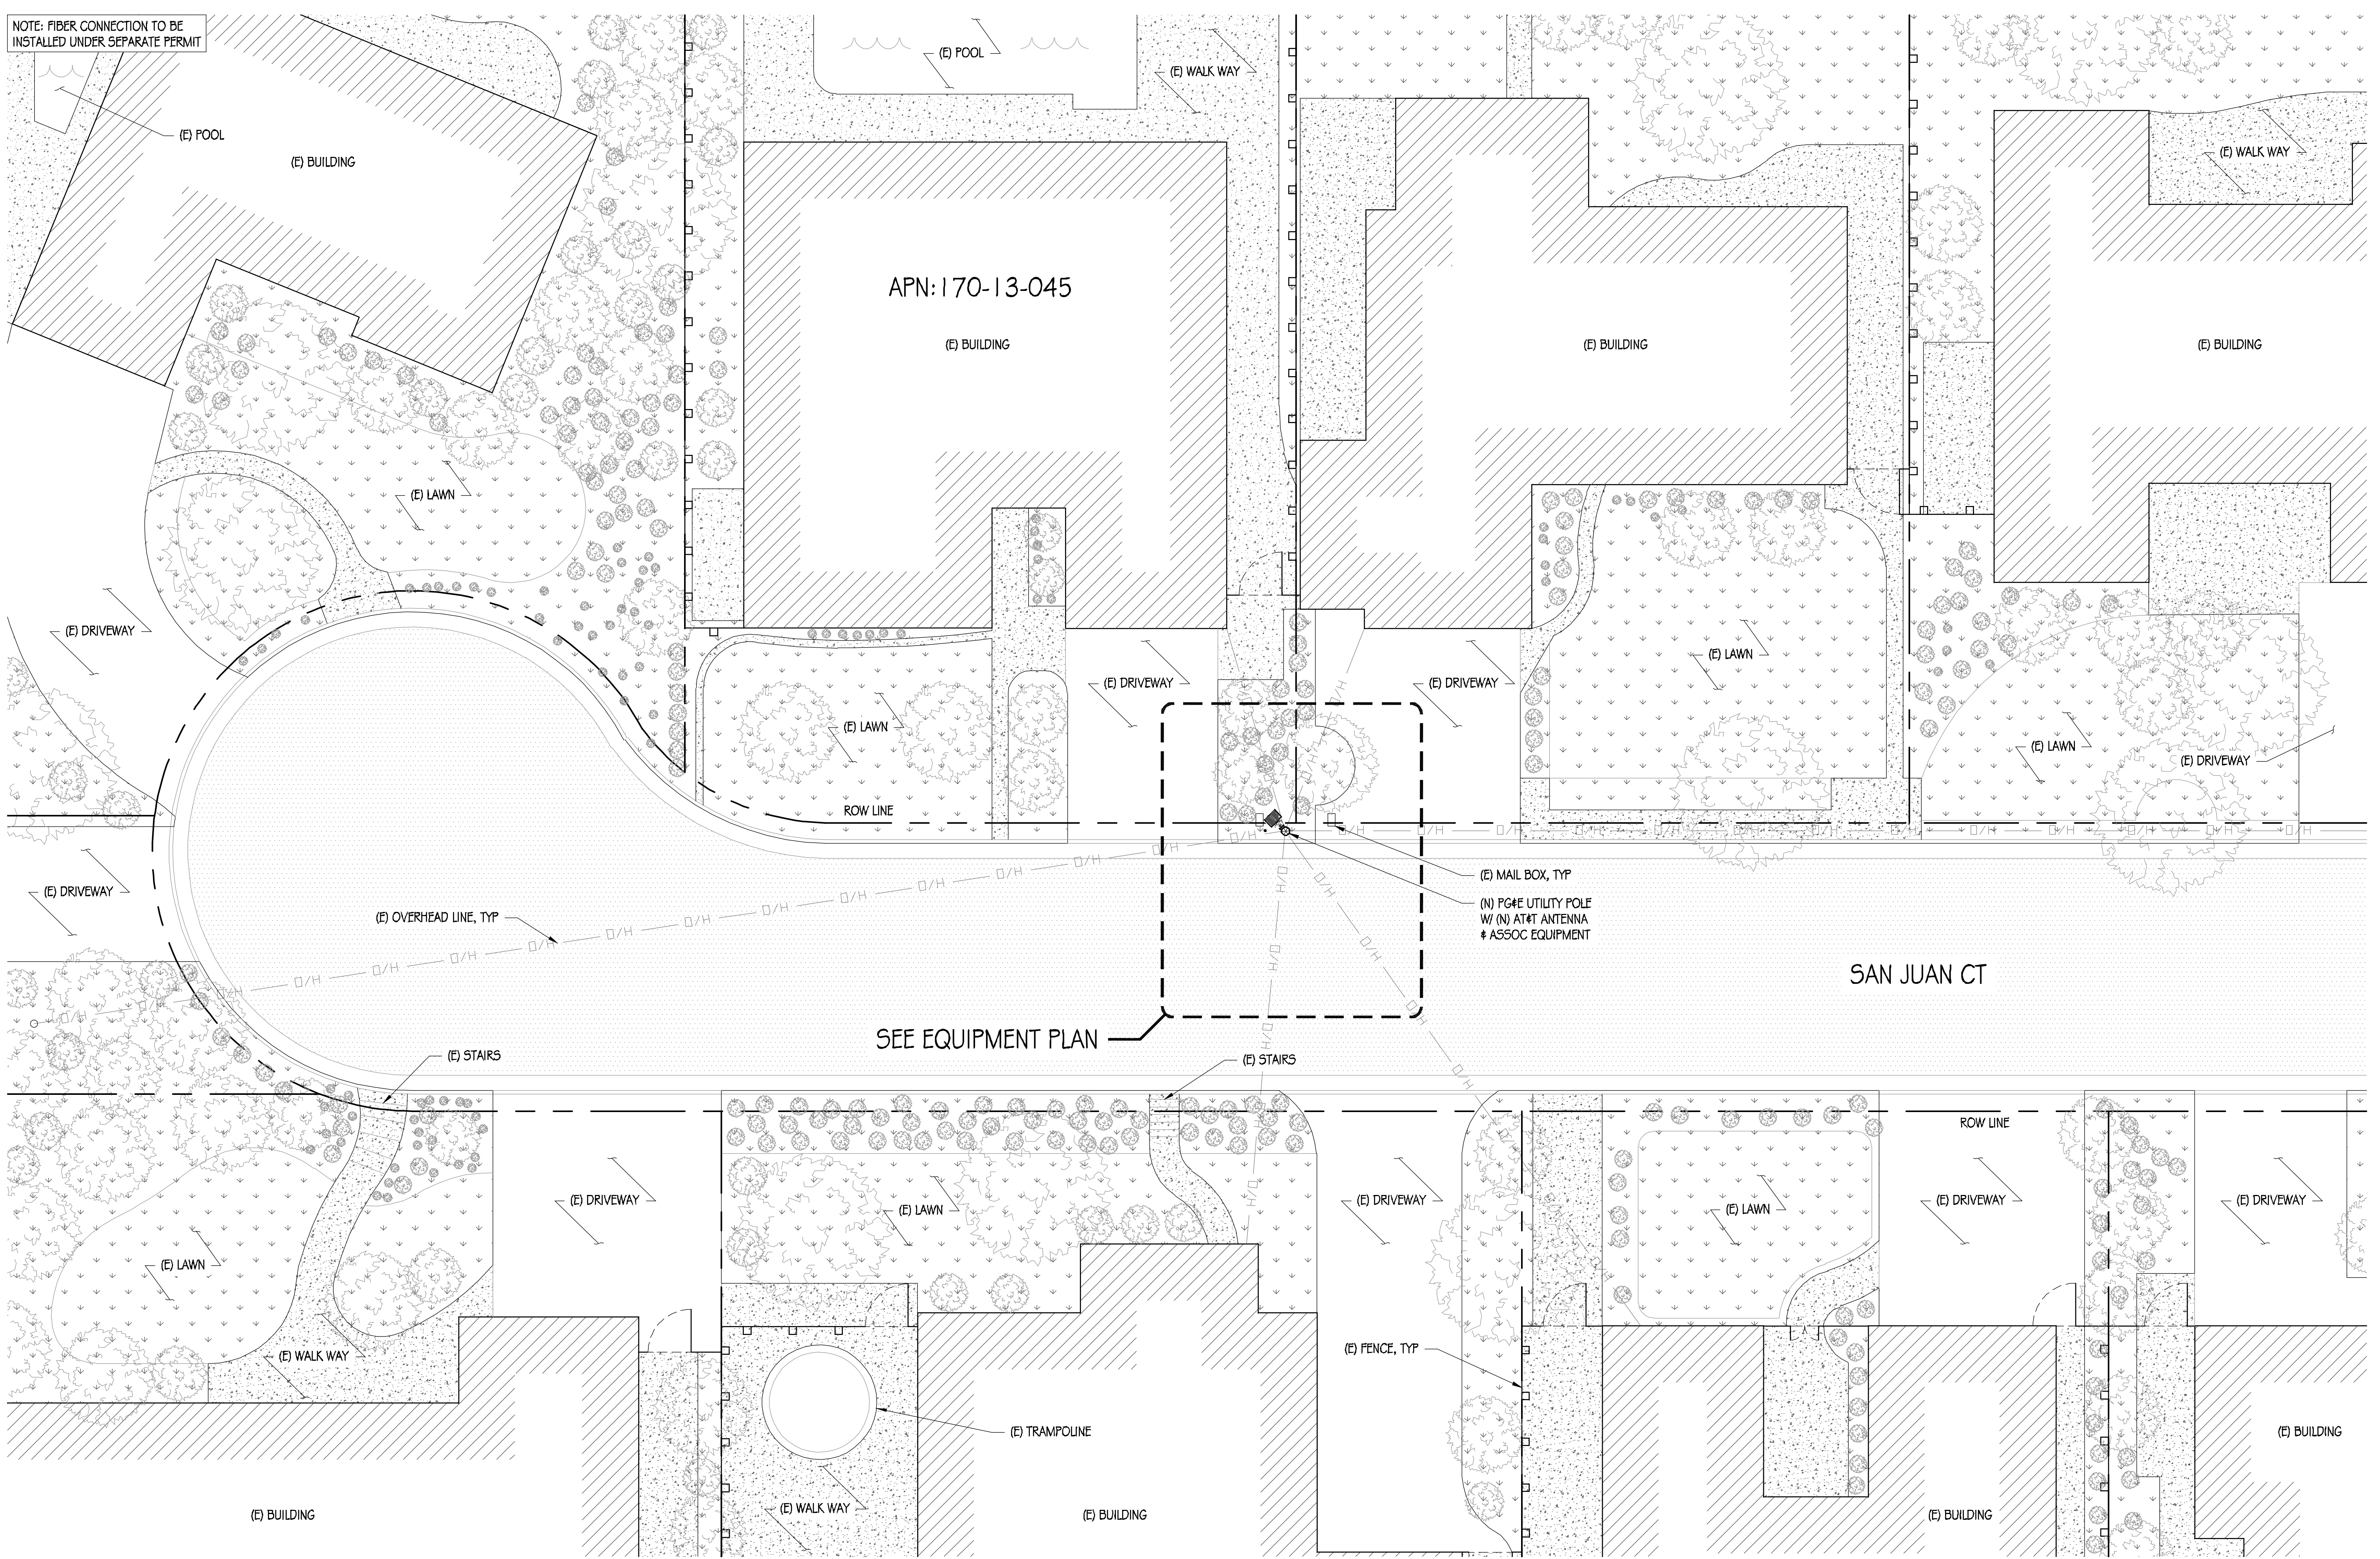 NOTE: FIBER CONNECTION TO BE
INSTALLED UNDER SEPARATE PERMIT
(E) POOL
(E) WALK WAY
(E) POOL
(E) BUILDING
(E) WALK WAY
APN:170-13-045
(E) BUILDING
(E) BUILDING
(E) BUILDING
(E) LAWN
(E) DRIVEWAY
(E) LAWN
(E) DRIVEWAY
(E) DRIVEWAY
(E) LAWN
(E) LAWN
(E) DRIVEWAY
ROW LINE
(E) MAIL BOX, TYP
(E) DRIVEWAY
(N) PG&E UTILITY POLE
W/ (N) AT&T ANTENNA
& ASSOC EQUIPMENT
(E) OVERHEAD LINE, TYP
SAN JUAN CT
SEE EQUIPMENT PLAN
(E) STAIRS
(E) STAIRS
ROW LINE
(E) DRIVEWAY
(E) LAWN
(E) DRIVEWAY
(E) LAWN
(E) DRIVEWAY
(E) DRIVEWAY
(E) LAWN
(E) WALK WAY
(E) FENCE, TYP
(E) TRAMPOLINE
(E) BUILDING
(E) WALK WAY
(E) BUILDING
(E) BUILDING
(E) BUILDING